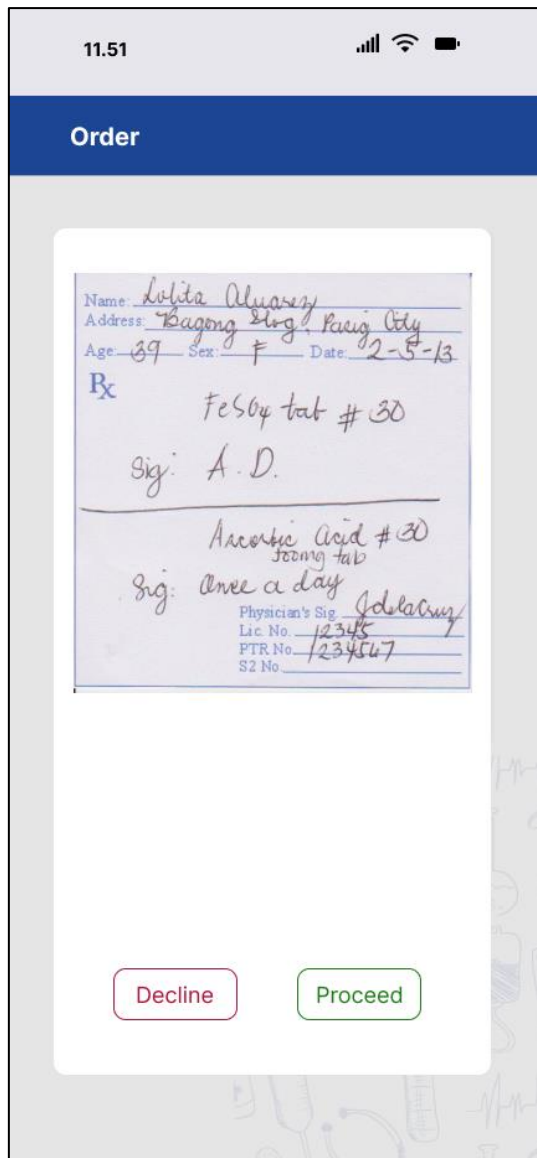 11.51
Order
Name: Lolita Alvarez
Address: Bagong Ilog, Pasig City
Age: 39 Sex: F Date: 2-5-13
Rx
FeSO4 tab # 30
Sig: A.D.
Ascorbic Acid # 30
500mg tab
Sig: Once a day
Physician's Sig. Jdelacruz
Lic. No. 12345
PTR No. 1234567
S2 No.
Decline
Proceed